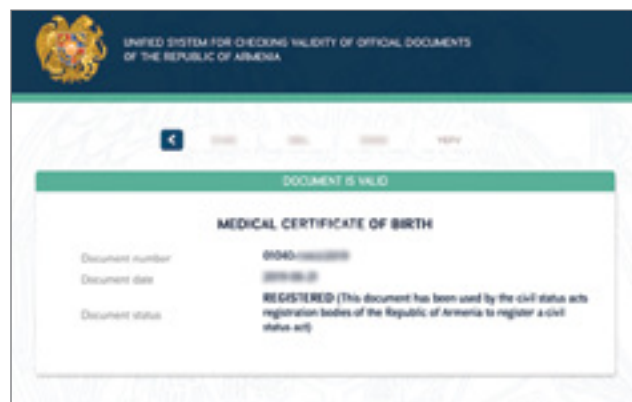 UNIFIED SYSTEM FOR CHECKING VALIDITY OF OFFICIAL DOCUMENTS
OF THE REPUBLIC OF ARMENIA
DOCUMENT IS VALID
MEDICAL CERTIFICATE OF BIRTH
Document number 01040
Document date
Document status REGISTERED (This document has been used by the civil status acts
registration bodies of the Republic of Armenia to register a civil
status act)